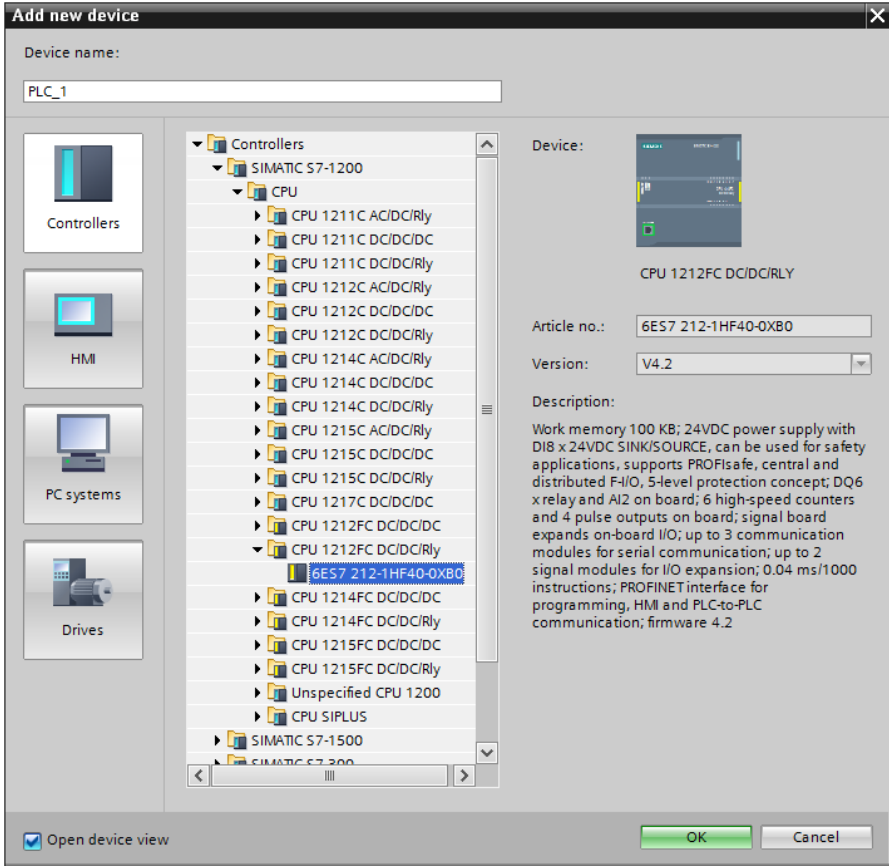 Add new device
Device name:
PLC_1
Controllers
HMI
PC systems
Drives
Controllers
SIMATIC S7-1200
CPU
CPU 1211C AC/DC/Rly
CPU 1211C DC/DC/DC
CPU 1211C DC/DC/Rly
CPU 1212C AC/DC/Rly
CPU 1212C DC/DC/DC
CPU 1212C DC/DC/Rly
CPU 1214C AC/DC/Rly
CPU 1214C DC/DC/DC
CPU 1214C DC/DC/Rly
CPU 1215C AC/DC/Rly
CPU 1215C DC/DC/DC
CPU 1215C DC/DC/Rly
CPU 1217C DC/DC/DC
CPU 1212FC DC/DC/DC
CPU 1212FC DC/DC/Rly
6ES7 212-1HF40-0XB0
CPU 1214FC DC/DC/DC
CPU 1214FC DC/DC/Rly
CPU 1215FC DC/DC/DC
CPU 1215FC DC/DC/Rly
Unspecified CPU 1200
CPU SIPLUS
SIMATIC S7-1500
SIMATIC S7-300
Device:
SIEMENS
CPU 1212FC DC/DC/RLY
Article no.: 6ES7 212-1HF40-0XB0
Version: V4.2
Description:
Work memory 100 KB; 24VDC power supply with
DI8 x 24VDC SINK/SOURCE, can be used for safety
applications, supports PROFIsafe, central and
distributed F-I/O, 5-level protection concept; DQ6
x relay and AI2 on board; 6 high-speed counters
and 4 pulse outputs on board; signal board
expands on-board I/O; up to 3 communication
modules for serial communication; up to 2
signal modules for I/O expansion; 0.04 ms/1000
instructions; PROFINET interface for
programming, HMI and PLC-to-PLC
communication; firmware 4.2
Open device view
OK
Cancel